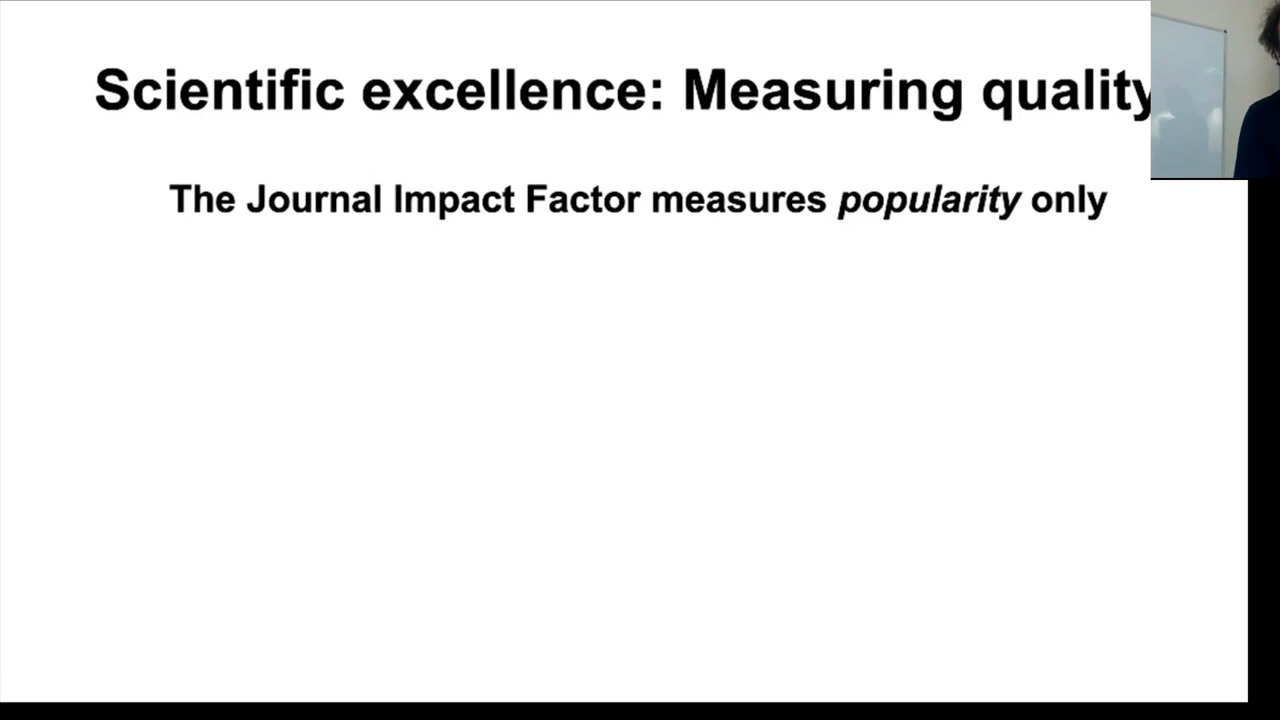 Scientific excellence: Measuring quality
The Journal Impact Factor measures popularity only